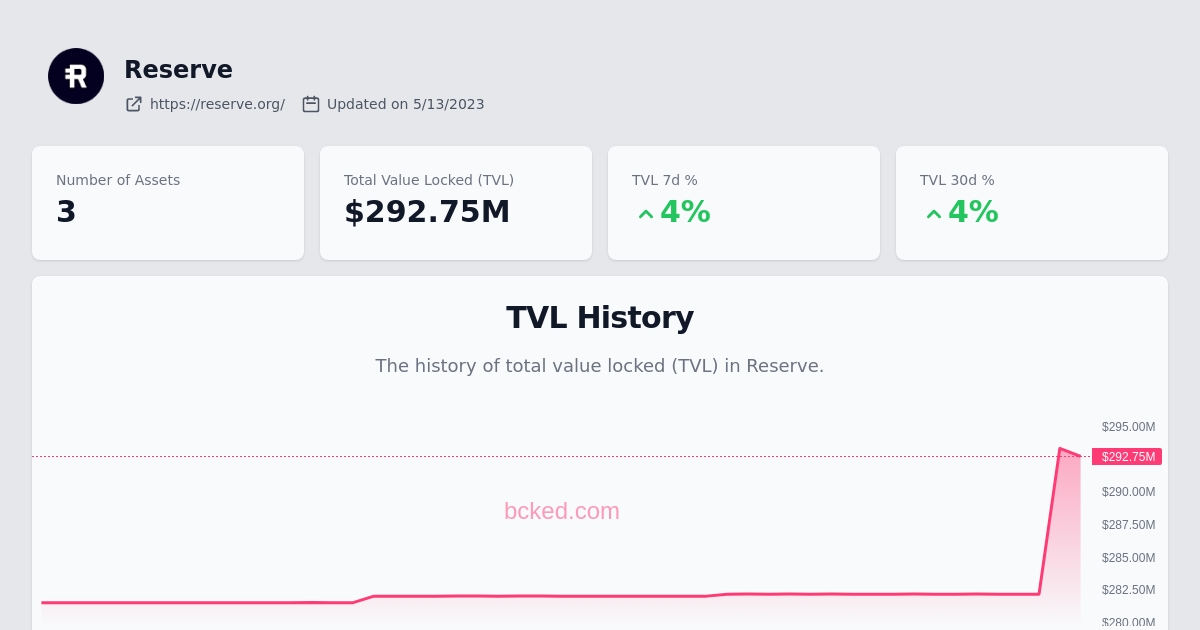 Reserve
https://reserve.org/ Updated on 5/13/2023
Number of Assets
3
Total Value Locked (TVL)
$292.75M
TVL 7d %
4%
TVL 30d %
4%
TVL History
The history of total value locked (TVL) in Reserve.
$295.00M
$292.75M
$290.00M
$287.50M
$285.00M
$282.50M
$280.00M
bcked.com